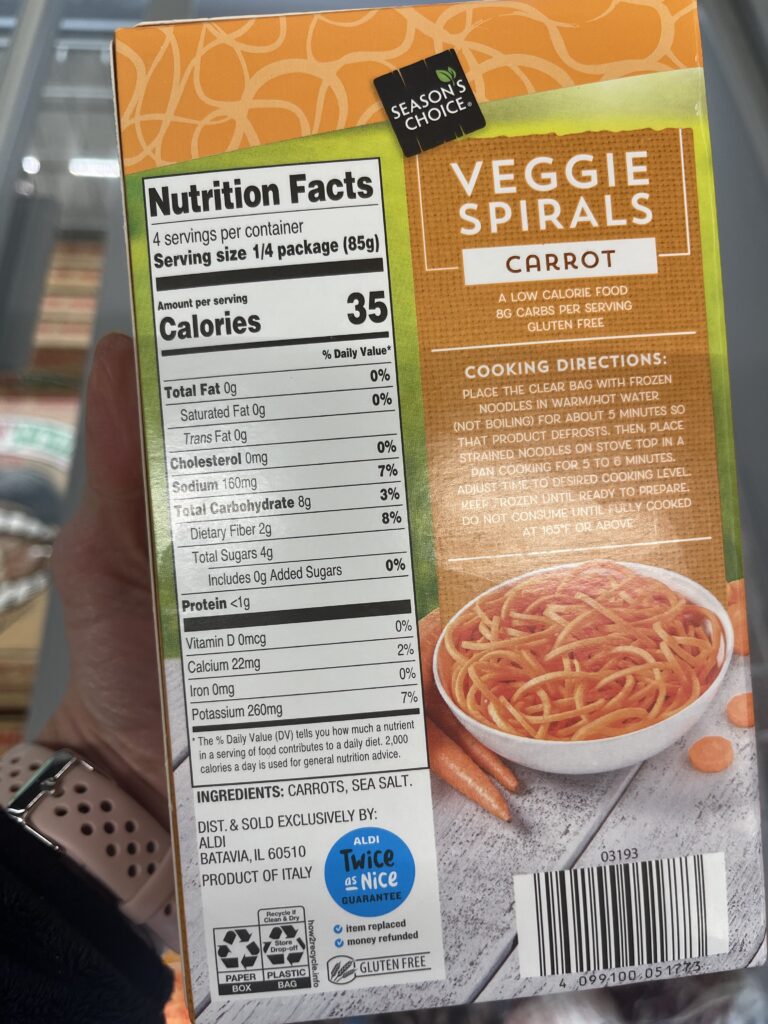 SEASON'S
CHOICE®
VEGGIE
SPIRALS
CARROT
A LOW CALORIE FOOD
8G CARBS PER SERVING
GLUTEN FREE
COOKING DIRECTIONS:
PLACE THE CLEAR BAG WITH FROZEN
NOODLES IN WARM/HOT WATER
(NOT BOILING) FOR ABOUT 5 MINUTES SO
THAT PRODUCT DEFROSTS. THEN, PLACE
STRAINED NOODLES ON STOVE TOP IN A
PAN COOKING FOR 5 TO 6 MINUTES.
ADJUST TIME TO DESIRED COOKING LEVEL.
KEEP FROZEN UNTIL READY TO PREPARE.
DO NOT CONSUME UNTIL FULLY COOKED
AT 165°F OR ABOVE.
Nutrition Facts
4 servings per container
Serving size 1/4 package (85g)
Amount per serving
Calories 35
% Daily Value*
Total Fat 0g 0%
Saturated Fat 0g 0%
Trans Fat 0g
Cholesterol 0mg 0%
Sodium 160mg 7%
Total Carbohydrate 8g 3%
Dietary Fiber 2g 8%
Total Sugars 4g
Includes 0g Added Sugars 0%
Protein <1g
Vitamin D 0mcg 0%
Calcium 22mg 2%
Iron 0mg 0%
Potassium 260mg 7%
* The % Daily Value (DV) tells you how much a nutrient
in a serving of food contributes to a daily diet. 2,000
calories a day is used for general nutrition advice.
INGREDIENTS: CARROTS, SEA SALT.
DIST. & SOLD EXCLUSIVELY BY:
ALDI
BATAVIA, IL 60510
PRODUCT OF ITALY
ALDI
Twice
as Nice
GUARANTEE
item replaced
money refunded
Recycle if
Clean & Dry
Store
Drop-off
PAPER
BOX
PLASTIC
BAG
how2recycle.info
GLUTEN FREE
03193
4 099100 051773